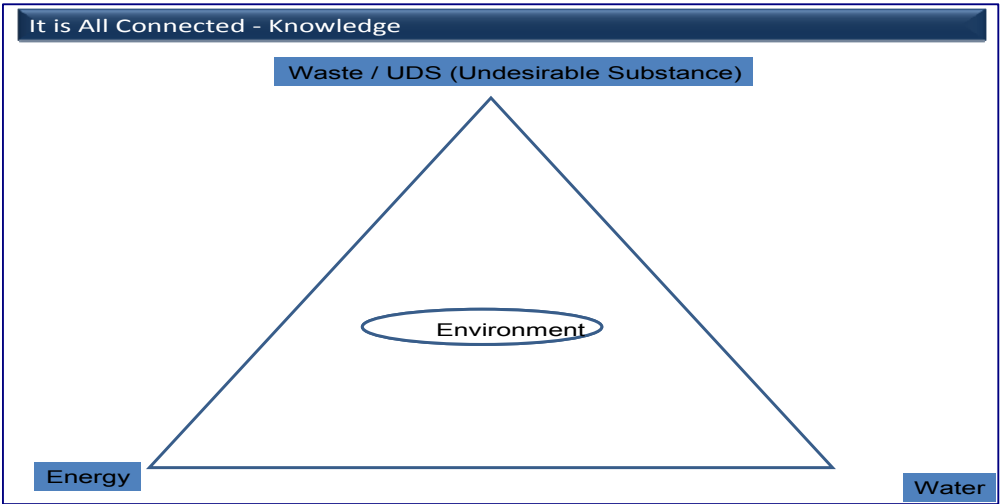 It is All Connected - Knowledge
Waste / UDS (Undesirable Substance)
Environment
Energy
Water